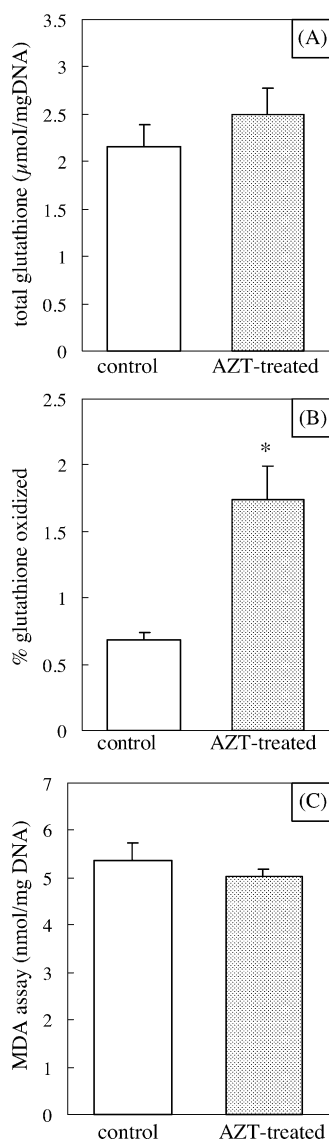 (A)
total glutathione (µmol/mgDNA)
3.5
3
2.5
2
1.5
1
0.5
0
control AZT-treated
(B)
% glutathione oxidized
2.5
2
1.5
1
0.5
0
*
control AZT-treated
(C)
MDA assay (nmol/mg DNA)
7
6
5
4
3
2
1
0
control AZT-treated